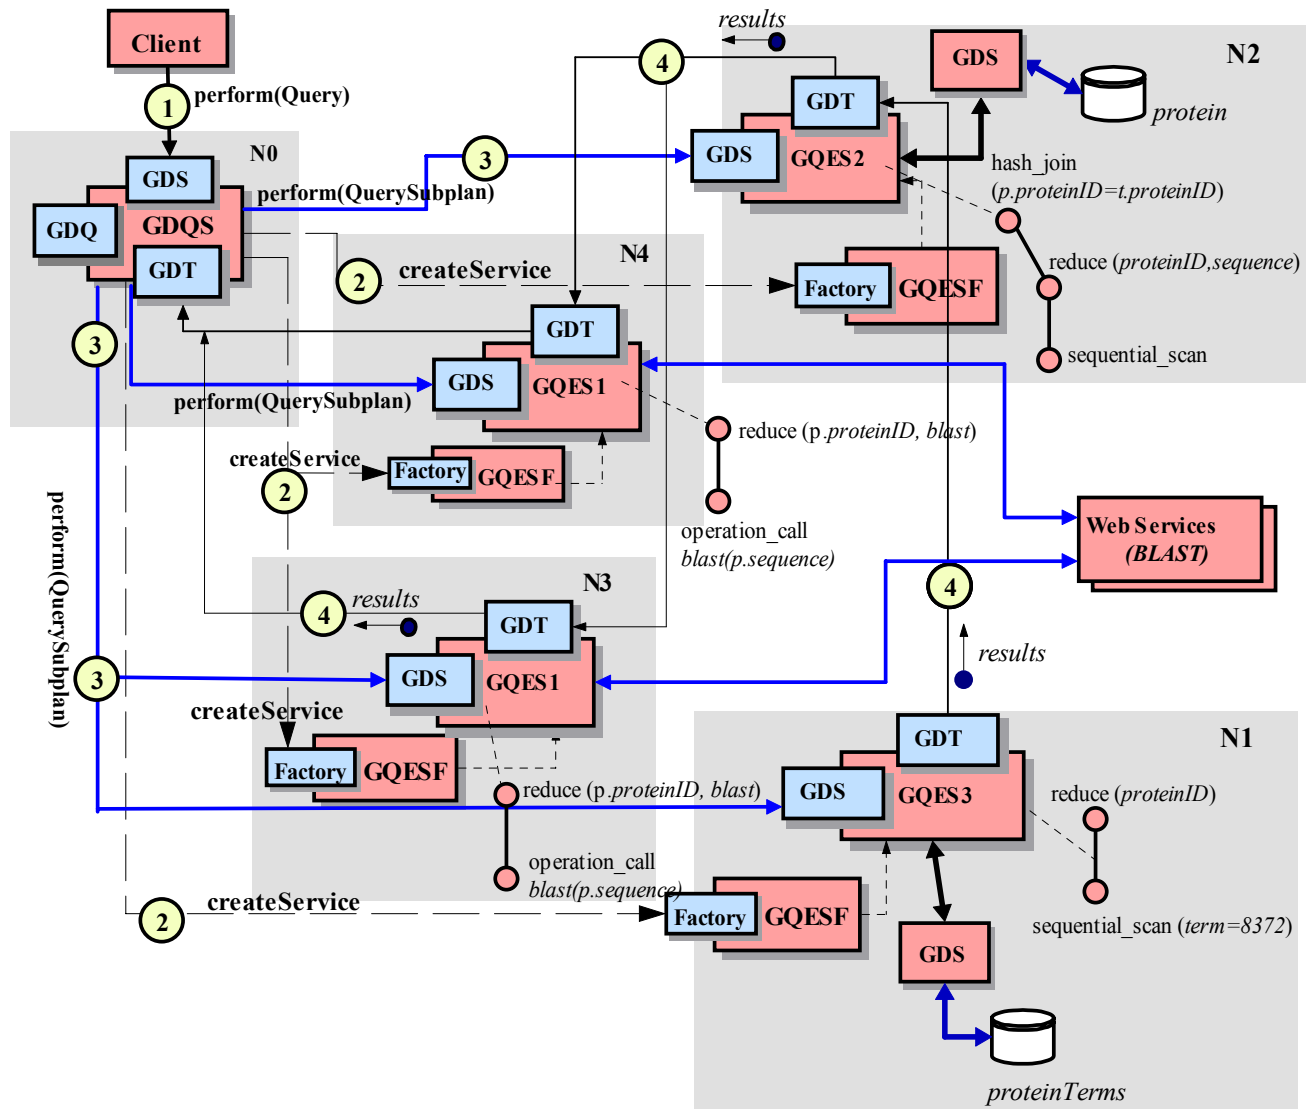 Client
1
perform(Query)
N0
GDS
GDQ
GDQS
GDT
perform(QuerySubplan)
3
results
4
N2
GDS
protein
GDT
GDS
GQES2
hash_join
(p.proteinID=t.proteinID)
reduce (proteinID,sequence)
sequential_scan
Factory
GQESF
2
createService
N4
GDT
GDS
GQES1
3
perform(QuerySubplan)
reduce (p.proteinID, blast)
createService
2
Factory
GQESF
operation_call
blast(p.sequence)
Web Services
(BLAST)
perform(QuerySubplan)
3
N3
4
results
GDT
GDS
GQES1
createService
Factory
GQESF
reduce (p.proteinID, blast)
operation_call
blast(p.sequence)
4
results
N1
GDT
GDS
GQES3
reduce (proteinID)
sequential_scan (term=8372)
2
createService
Factory
GQESF
GDS
proteinTerms